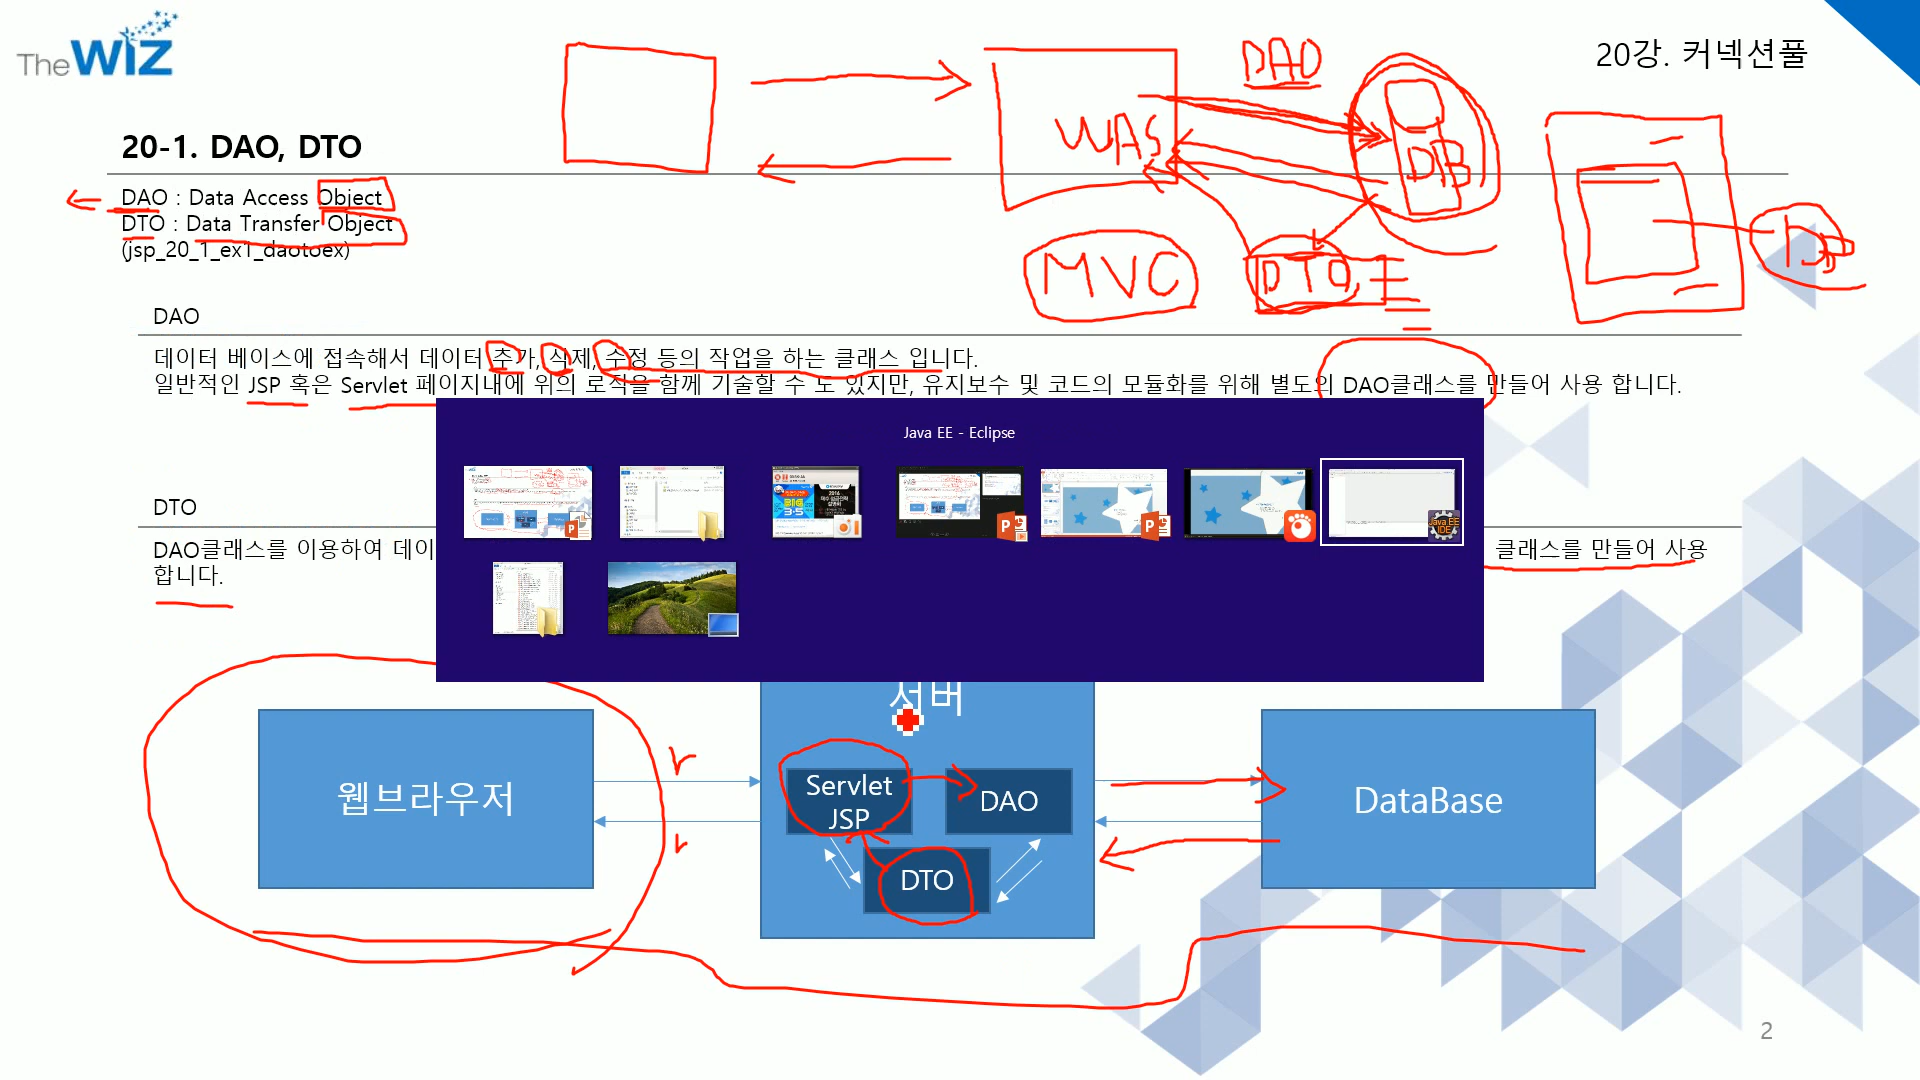 The WIZ
20강. 커넥션풀
DAO
WAS
DB
20-1. DAO, DTO
DAO : Data Access Object
DTO : Data Transfer Object
(jsp_20_1_ex1_daotoex)
MVC
DTO
DAO
데이터 베이스에 접속해서 데이터 추가, 삭제, 수정 등의 작업을 하는 클래스 입니다.
일반적인 JSP 혹은 Servlet 페이지내에 위의 로직을 함께 기술할 수 도 있지만, 유지보수 및 코드의 모듈화를 위해 별도의 DAO클래스를 만들어 사용 합니다.
Java EE - Eclipse
Java EE
IDE
DTO
DAO클래스를 이용하여 데이
클래스를 만들어 사용
합니다.
서버
웹브라우저
Servlet
JSP
DAO
DTO
DataBase
2